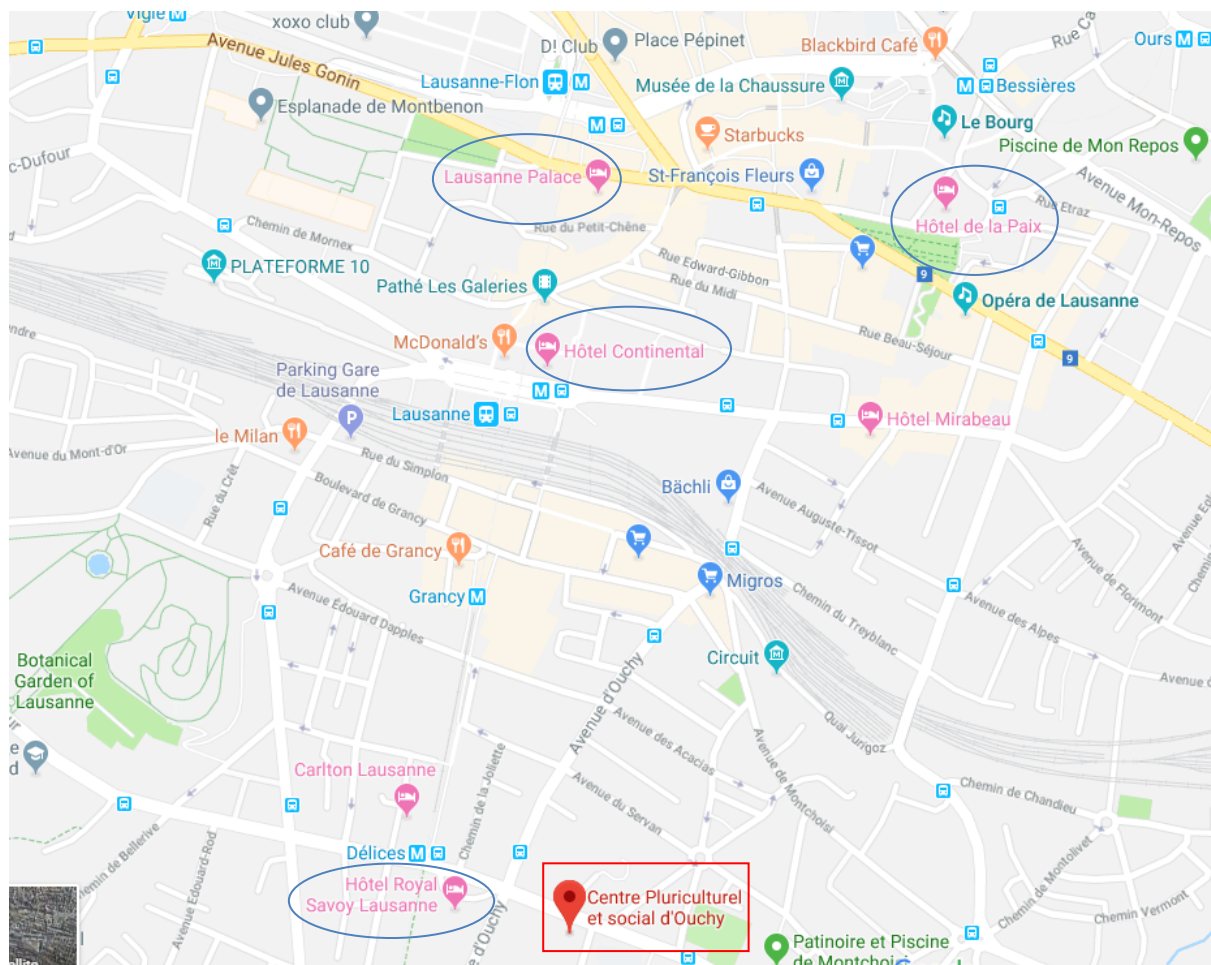 Vigie M
xoxo club
D! Club
Place Pépinet
Blackbird Café
Rue Ca
Ours M
Avenue Jules Gonin
Lausanne-Flon
M
Musée de la Chaussure
M
Bessières
Esplanade de Montbenon
M
Starbucks
Le Bourg
Piscine de Mon Repos
c-Dufour
Lausanne Palace
St-François Fleurs
Avenue Mon-Repos
Rue Etraz
Hôtel de la Paix
Chemin de Mornex
Rue du Petit-Chêne
PLATEFORME 10
Rue Edward-Gibbon
Rue du Midi
9
Pathé Les Galeries
Opéra de Lausanne
McDonald's
Hôtel Continental
Rue Beau-Séjour
9
Parking Gare
de Lausanne
P
M
Lausanne
Hôtel Mirabeau
le Milan
Avenue du Mont-d'Or
Rue du Simplon
Rue du Crêt
Boulevard de Grancy
Bächli
Avenue Auguste-Tissot
Café de Grancy
Grancy M
Migros
Avenue Édouard Dapples
Chemin du Treyblanc
Avenue des Alpes
Avenue de Florimont
Chemin
Botanical
Garden of
Lausanne
Circuit
Avenue d'Ouchy
Avenue des Acacias
Quai Jurigoz
Avenue de Montchoisi
Carlton Lausanne
Chemin de la Joliette
Avenue du Servan
Chemin de Chandieu
Chemin de Bellerive
Avenue Edouard-Rod
Délices M
Hôtel Royal
Savoy Lausanne
Centre Pluriculturel
et social d'Ouchy
Chemin de Montolivet
Chemin Vermont
e d'Ouchy
Patinoire et Piscine
de Montchoi